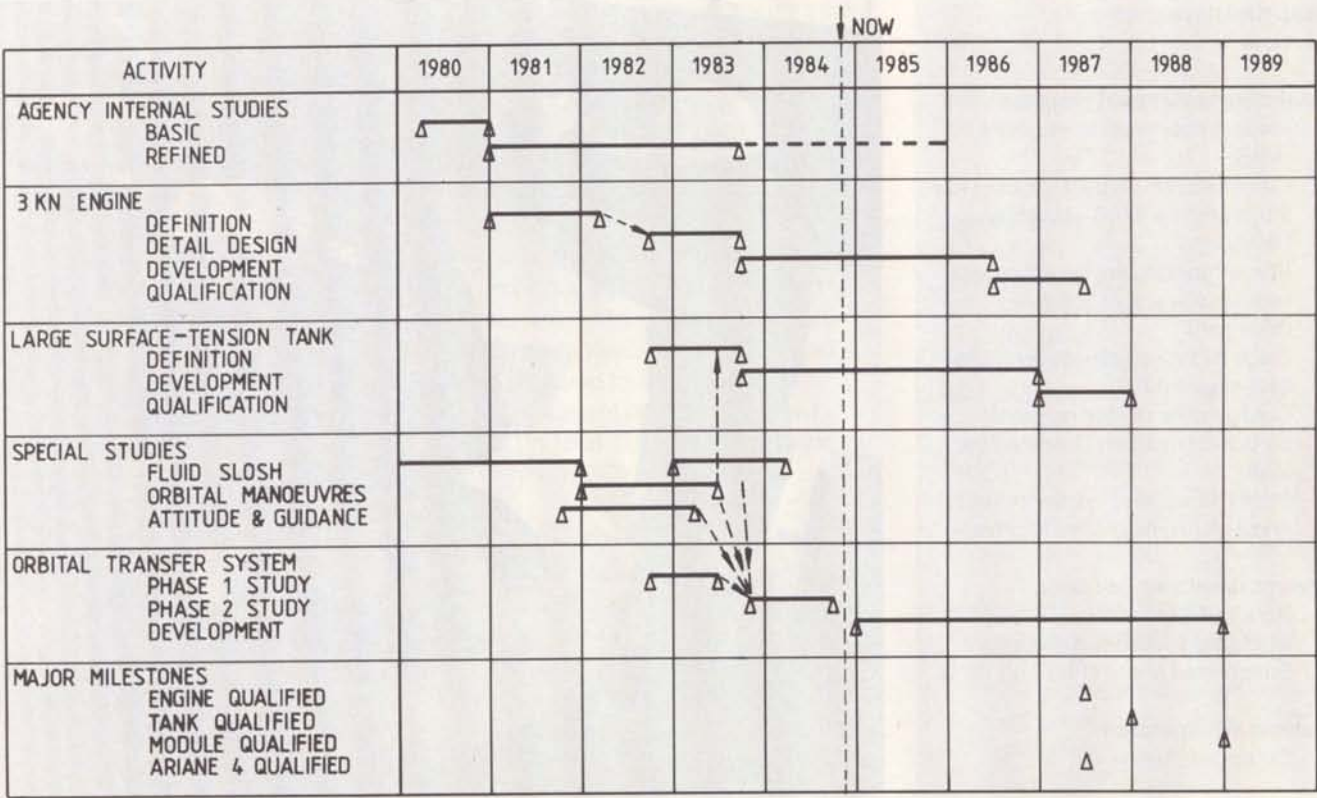 NOW
ACTIVITY 1980 1981 1982 1983 1984 1985 1986 1987 1988 1989
AGENCY INTERNAL STUDIES
BASIC
REFINED
3 KN ENGINE
DEFINITION
DETAIL DESIGN
DEVELOPMENT
QUALIFICATION
LARGE SURFACE-TENSION TANK
DEFINITION
DEVELOPMENT
QUALIFICATION
SPECIAL STUDIES
FLUID SLOSH
ORBITAL MANOEUVRES
ATTITUDE & GUIDANCE
ORBITAL TRANSFER SYSTEM
PHASE 1 STUDY
PHASE 2 STUDY
DEVELOPMENT
MAJOR MILESTONES
ENGINE QUALIFIED
TANK QUALIFIED
MODULE QUALIFIED
ARIANE 4 QUALIFIED